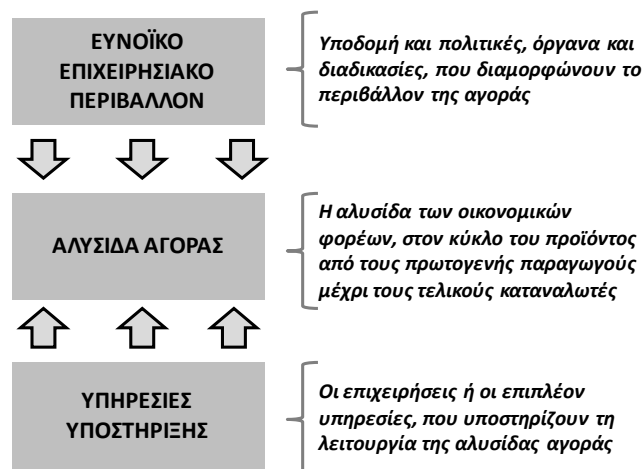 ΕΥΝΟΪΚΟ
ΕΠΙΧΕΙΡΗΣΙΑΚΟ
ΠΕΡΙΒΑΛΛΟΝ
Υποδομή και πολιτικές, όργανα και
διαδικασίες, που διαμορφώνουν το
περιβάλλον της αγοράς
ΑΛΥΣΙΔΑ ΑΓΟΡΑΣ
Η αλυσίδα των οικονομικών
φορέων, στον κύκλο του προϊόντος
από τους πρωτογενής παραγωγούς
μέχρι τους τελικούς καταναλωτές
ΥΠΗΡΕΣΙΕΣ
ΥΠΟΣΤΗΡΙΞΗΣ
Οι επιχειρήσεις ή οι επιπλέον
υπηρεσίες, που υποστηρίζουν τη
λειτουργία της αλυσίδας αγοράς